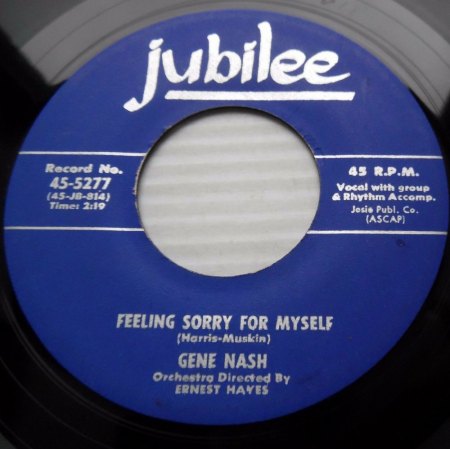 jubilee
Record No.
45-5277
(45-JB-814)
Time: 2:19
45 R.P.M.
Vocal with group
& Rhythm Accomp.
Josie Publ. Co.
(ASCAP)
FEELING SORRY FOR MYSELF
(Harris-Muskin)
GENE NASH
Orchestra Directed By
ERNEST HAYES